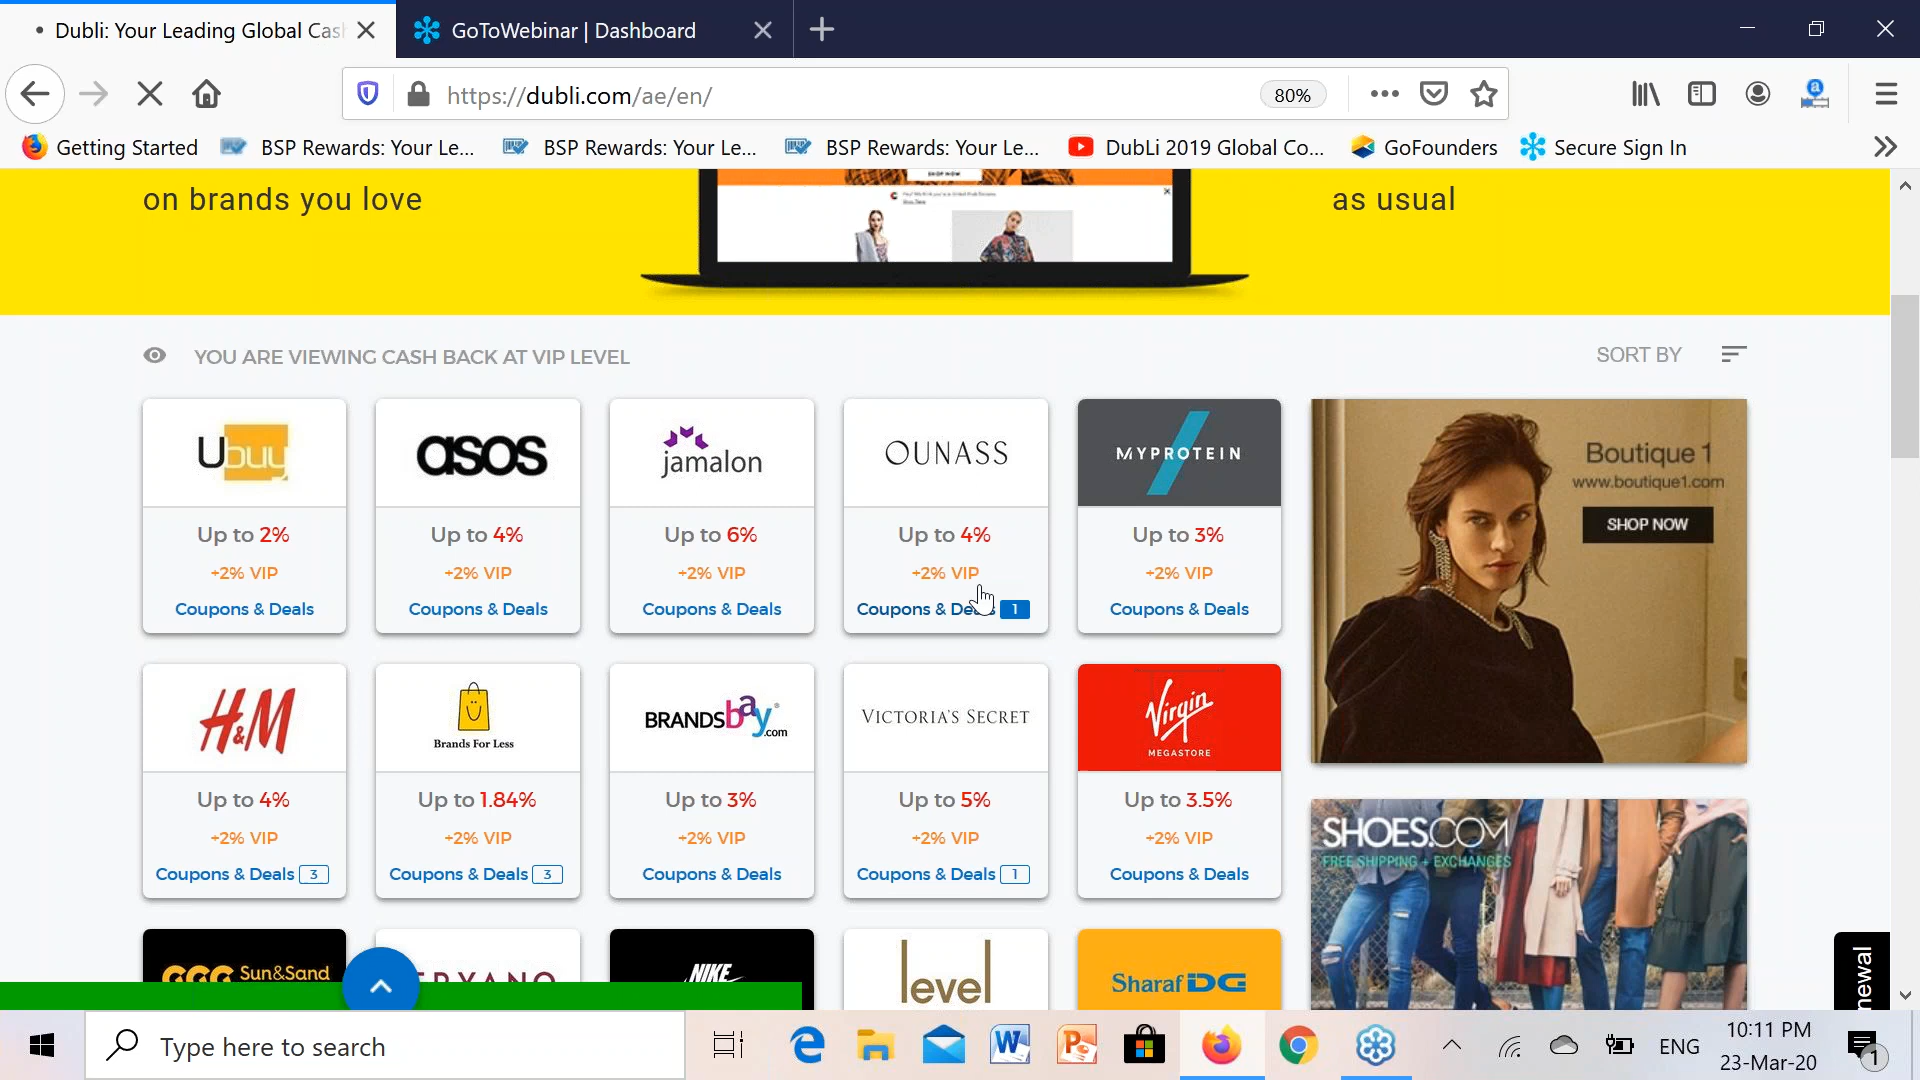 Dubli: Your Leading Global Cas
GoToWebinar | Dashboard
https://dubli.com/ae/en/
80%
Getting Started
BSP Rewards: Your Le...
BSP Rewards: Your Le...
BSP Rewards: Your Le...
DubLi 2019 Global Co...
GoFounders
Secure Sign In
on brands you love
SHOP NOW
as usual
YOU ARE VIEWING CASH BACK AT VIP LEVEL
SORT BY
Ubuy
asos
jamalon
OUNASS
MYPROTEIN
Boutique 1
www.boutique1.com
SHOP NOW
Up to 2%
Up to 4%
Up to 6%
Up to 4%
Up to 3%
+2% VIP
+2% VIP
+2% VIP
+2% VIP
+2% VIP
Coupons & Deals
Coupons & Deals
Coupons & Deals
Coupons & Deals 1
Coupons & Deals
H&M
Brands For Less
BRANDSbay.com
VICTORIA'S SECRET
Virgin
MEGASTORE
Up to 4%
Up to 1.84%
Up to 3%
Up to 5%
Up to 3.5%
+2% VIP
+2% VIP
+2% VIP
+2% VIP
+2% VIP
Coupons & Deals 3
Coupons & Deals 3
Coupons & Deals
Coupons & Deals 1
Coupons & Deals
SHOES.COM
FREE SHIPPING + EXCHANGES
Sun&Sand
NIKE
level
Sharaf DG
newal
Type here to search
ENG
10:11 PM
23-Mar-20
1